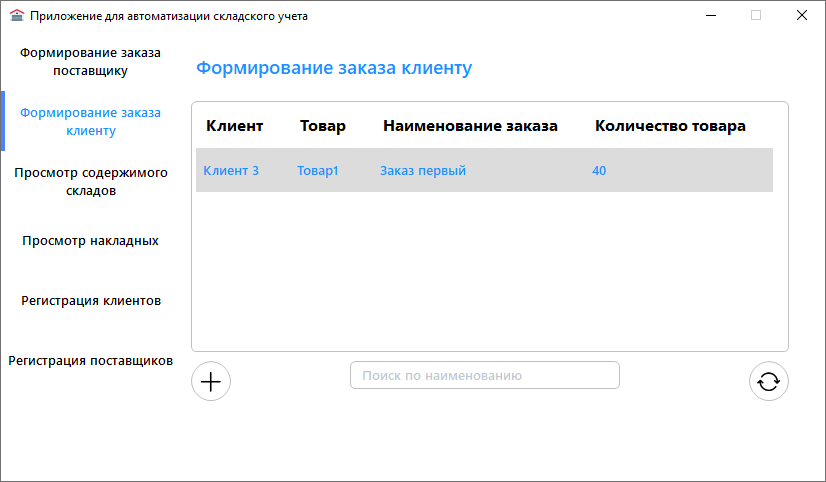 Приложение для автоматизации складского учета
Формирование заказа
поставщику
Формирование заказа
клиенту
Просмотр содержимого
складов
Просмотр накладных
Регистрация клиентов
Регистрация поставщиков
Формирование заказа клиенту
Клиент Товар Наименование заказа Количество товара
Клиент 3 Товар1 Заказ первый 40
Поиск по наименованию